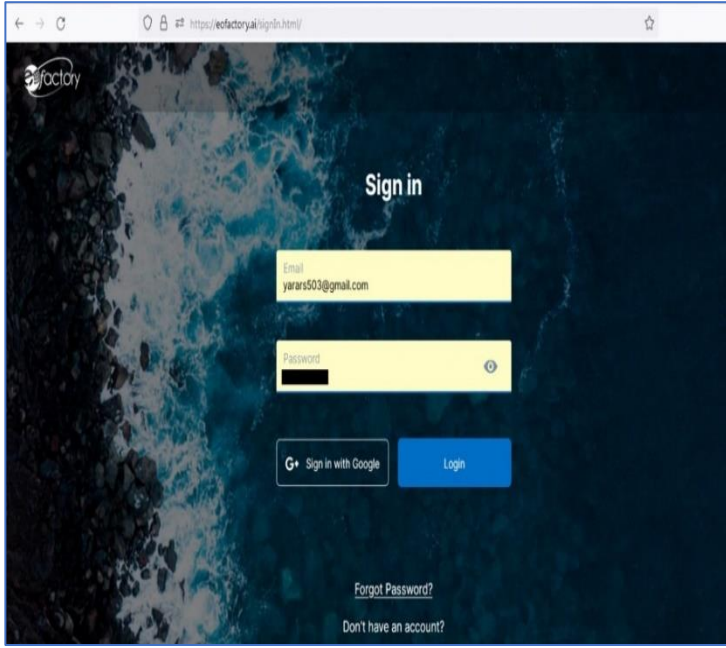 https://eofactory.ai/signIn.html/
eofactory
Sign in
Email
yarars503@gmail.com
Password
G+ Sign in with Google
Login
Forgot Password?
Don't have an account?